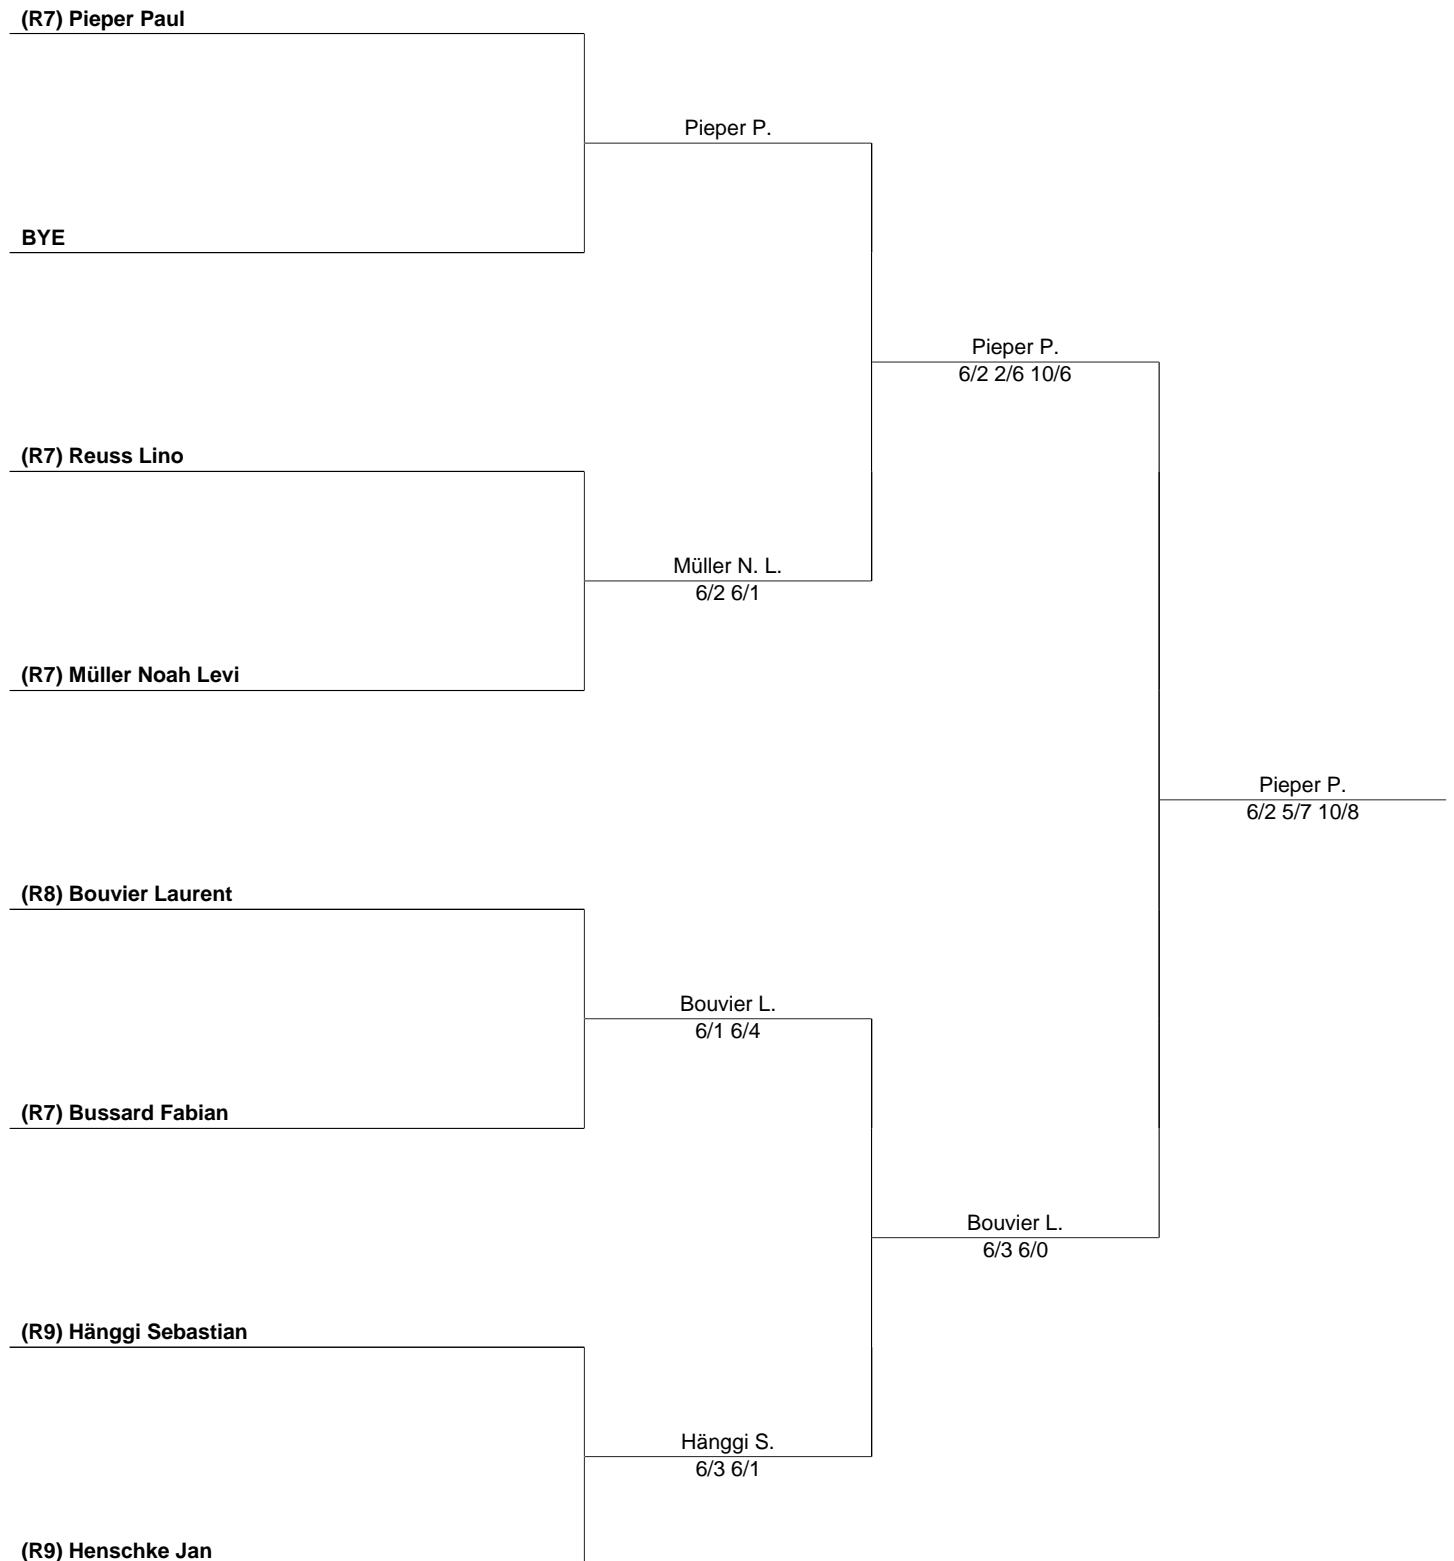 (R7) Pieper Paul
Pieper P.
BYE
Pieper P.
6/2 2/6 10/6
(R7) Reuss Lino
Müller N. L.
6/2 6/1
(R7) Müller Noah Levi
Pieper P.
6/2 5/7 10/8
(R8) Bouvier Laurent
Bouvier L.
6/1 6/4
(R7) Bussard Fabian
Bouvier L.
6/3 6/0
(R9) Hänggi Sebastian
Hänggi S.
6/3 6/1
(R9) Henschke Jan